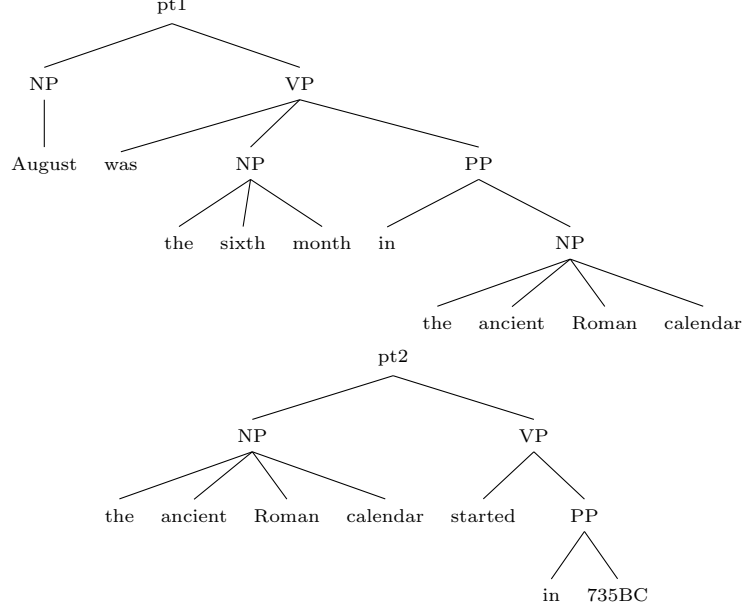 pt1
NP VP
August was NP PP
the sixth month in NP
the ancient Roman calendar
pt2
NP VP
the ancient Roman calendar started PP
in 735BC